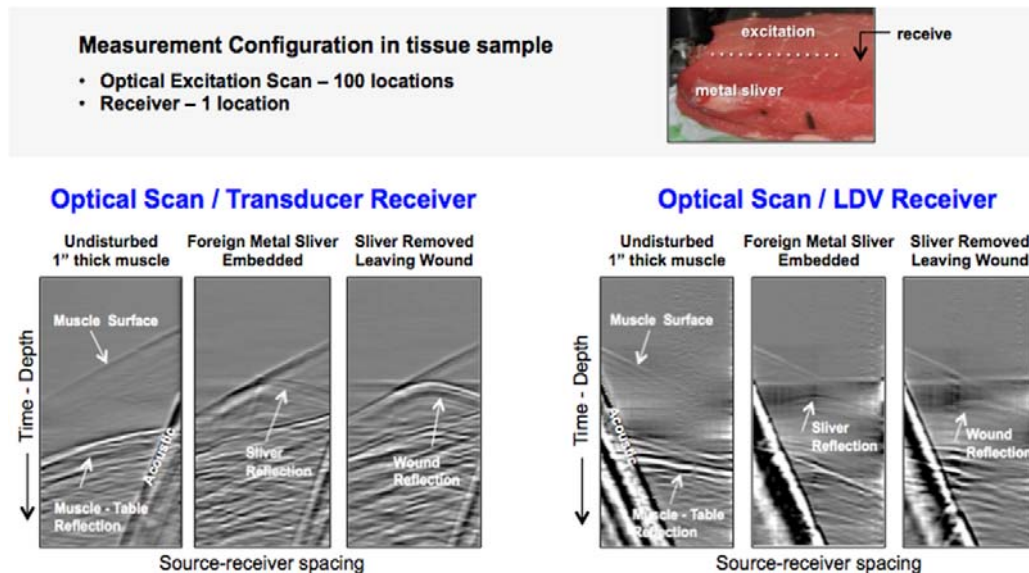 Measurement Configuration in tissue sample
• Optical Excitation Scan – 100 locations
• Receiver – 1 location
excitation
receive
metal sliver
Optical Scan / Transducer Receiver
Undisturbed
1” thick muscle
Foreign Metal Sliver
Embedded
Sliver Removed
Leaving Wound
Time - Depth
Muscle Surface
Acoustic
Muscle - Table
Reflection
Sliver
Reflection
Wound
Reflection
Source-receiver spacing
Optical Scan / LDV Receiver
Undisturbed
1” thick muscle
Foreign Metal Sliver
Embedded
Sliver Removed
Leaving Wound
Time - Depth
Muscle Surface
Acoustic
Muscle - Table
Reflection
Sliver
Reflection
Wound
Reflection
Source-receiver spacing